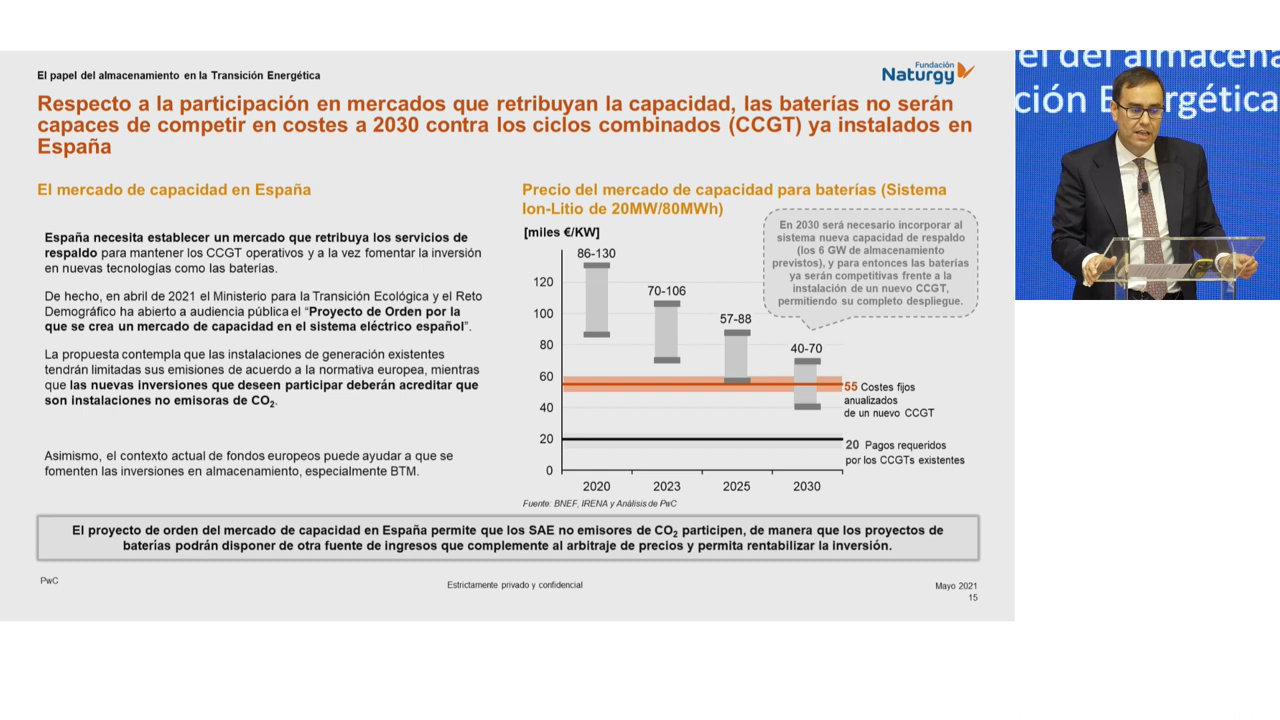 El papel del almacenamiento en la Transición Energética
Fundación
Naturgy
Respecto a la participación en mercados que retribuyan la capacidad, las baterías no serán
capaces de competir en costes a 2030 contra los ciclos combinados (CCGT) ya instalados en
España
El mercado de capacidad en España
España necesita establecer un mercado que retribuya los servicios de
respaldo para mantener los CCGT operativos y a la vez fomentar la inversión
en nuevas tecnologías como las baterias.
De hecho, en abril de 2021 el Ministerio para la Transición Ecológica y el Reto
Demográfico ha abierto a audiencia pública el “Proyecto de Orden por la
que se crea un mercado de capacidad en el sistema eléctrico español”.
La propuesta contempla que las instalaciones de generación existentes
tendrán limitadas sus emisiones de acuerdo a la normativa europea, mientras
que las nuevas inversiones que deseen participar deberán acreditar que
son instalaciones no emisoras de CO2.
Asimismo, el contexto actual de fondos europeos puede ayudar a que se
fomenten las inversiones en almacenamiento, especialmente BTM.
Precio del mercado de capacidad para baterías (Sistema
Ion-Litio de 20MW/80MWh)
[miles €/KW]
En 2030 será necesario incorporar al
sistema nueva capacidad de respaldo
(los 6 GW de almacenamiento
previstos), y para entonces las baterías
ya serán competitivas frente a la
instalación de un nuevo CCGT,
permitiendo su completo despliegue.
86-130
70-106
57-88
40-70
120
100
80
60
40
20
0
55 Costes fijos
anualizados
de un nuevo CCGT
20 Pagos requeridos
por los CCGTs existentes
2020
2023
2025
2030
Fuente: BNEF, IRENA y Análisis de PwC
El proyecto de orden del mercado de capacidad en España permite que los SAE no emisores de CO2 participen, de manera que los proyectos de
baterías podrán disponer de otra fuente de ingresos que complemente al arbitraje de precios y permita rentabilizar la inversión.
PwC
Estrictamente privado y confidencial
Mayo 2021
15
el del almacena
ción E ergética